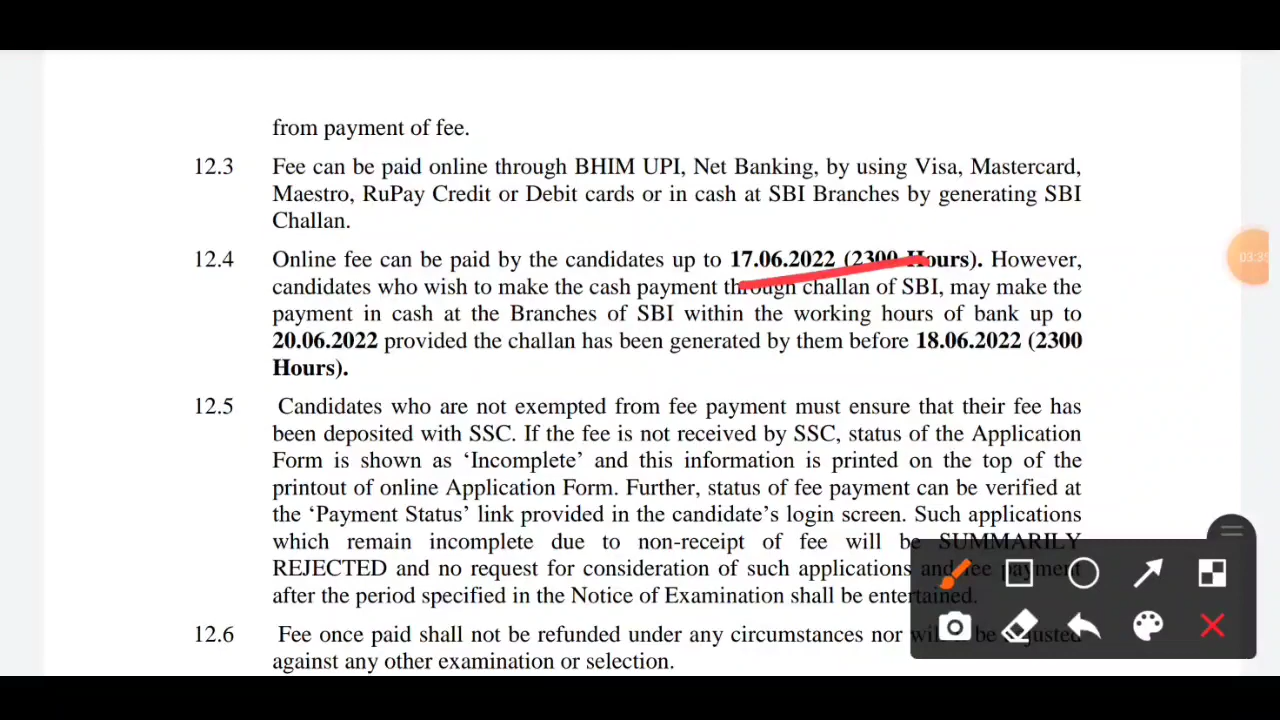 from payment of fee.
12.3 Fee can be paid online through BHIM UPI, Net Banking, by using Visa, Mastercard,
Maestro, RuPay Credit or Debit cards or in cash at SBI Branches by generating SBI
Challan.
12.4 Online fee can be paid by the candidates up to 17.06.2022 (2300 Hours). However,
candidates who wish to make the cash payment through challan of SBI, may make the
payment in cash at the Branches of SBI within the working hours of bank up to
20.06.2022 provided the challan has been generated by them before 18.06.2022 (2300
Hours).
12.5 Candidates who are not exempted from fee payment must ensure that their fee has
been deposited with SSC. If the fee is not received by SSC, status of the Application
Form is shown as ‘Incomplete’ and this information is printed on the top of the
printout of online Application Form. Further, status of fee payment can be verified at
the ‘Payment Status’ link provided in the candidate’s login screen. Such applications
which remain incomplete due to non-receipt of fee will be SUMMARILY
REJECTED and no request for consideration of such applications and fee payment
after the period specified in the Notice of Examination shall be entertained.
12.6 Fee once paid shall not be refunded under any circumstances nor will be adjusted
against any other examination or selection.